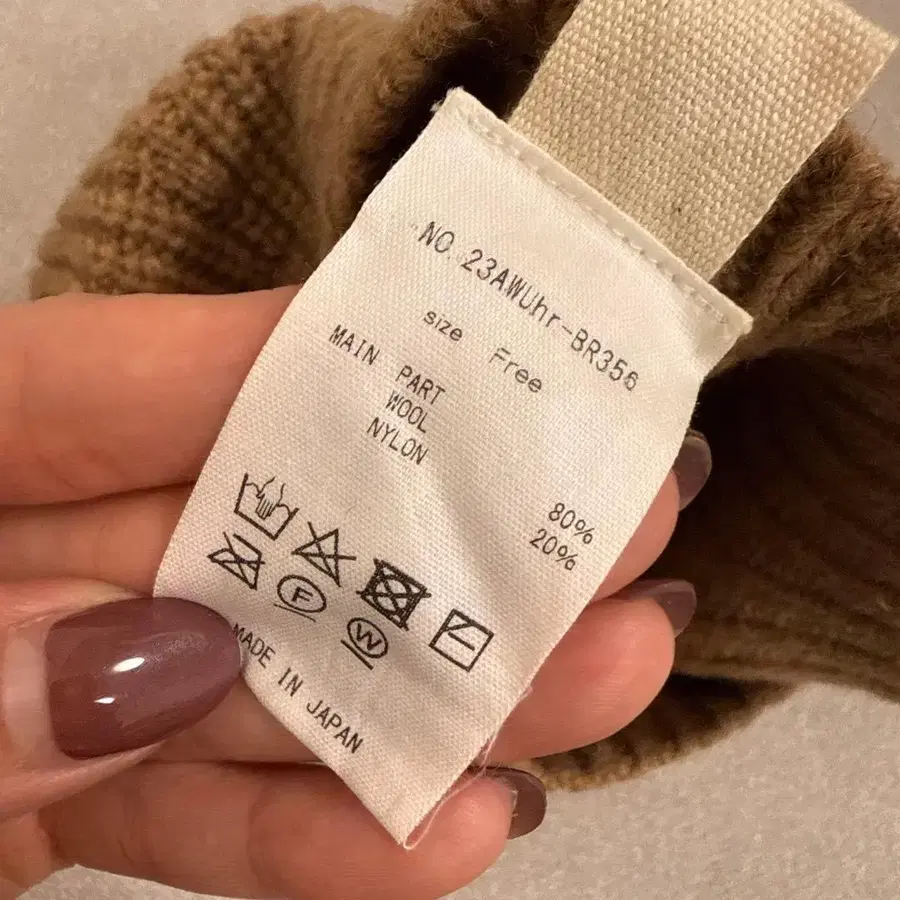 NO. 23AWUhr-BR356
size Free
MAIN PART
WOOL 80%
NYLON 20%
F
W
MADE IN JAPAN